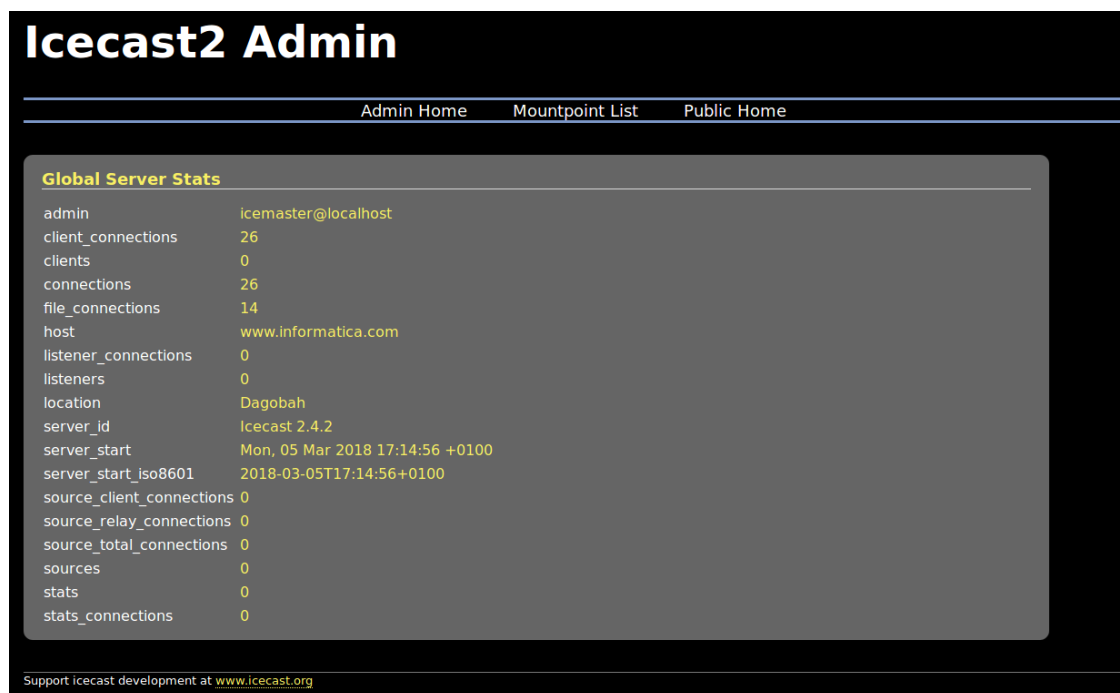 Icecast2 Admin
Admin Home Mountpoint List Public Home
Global Server Stats
admin icemaster@localhost
client_connections 26
clients 0
connections 26
file_connections 14
host www.informatica.com
listener_connections 0
listeners 0
location Dagobah
server_id Icecast 2.4.2
server_start Mon, 05 Mar 2018 17:14:56 +0100
server_start_iso8601 2018-03-05T17:14:56+0100
source_client_connections 0
source_relay_connections 0
source_total_connections 0
sources 0
stats 0
stats_connections 0
Support icecast development at www.icecast.org